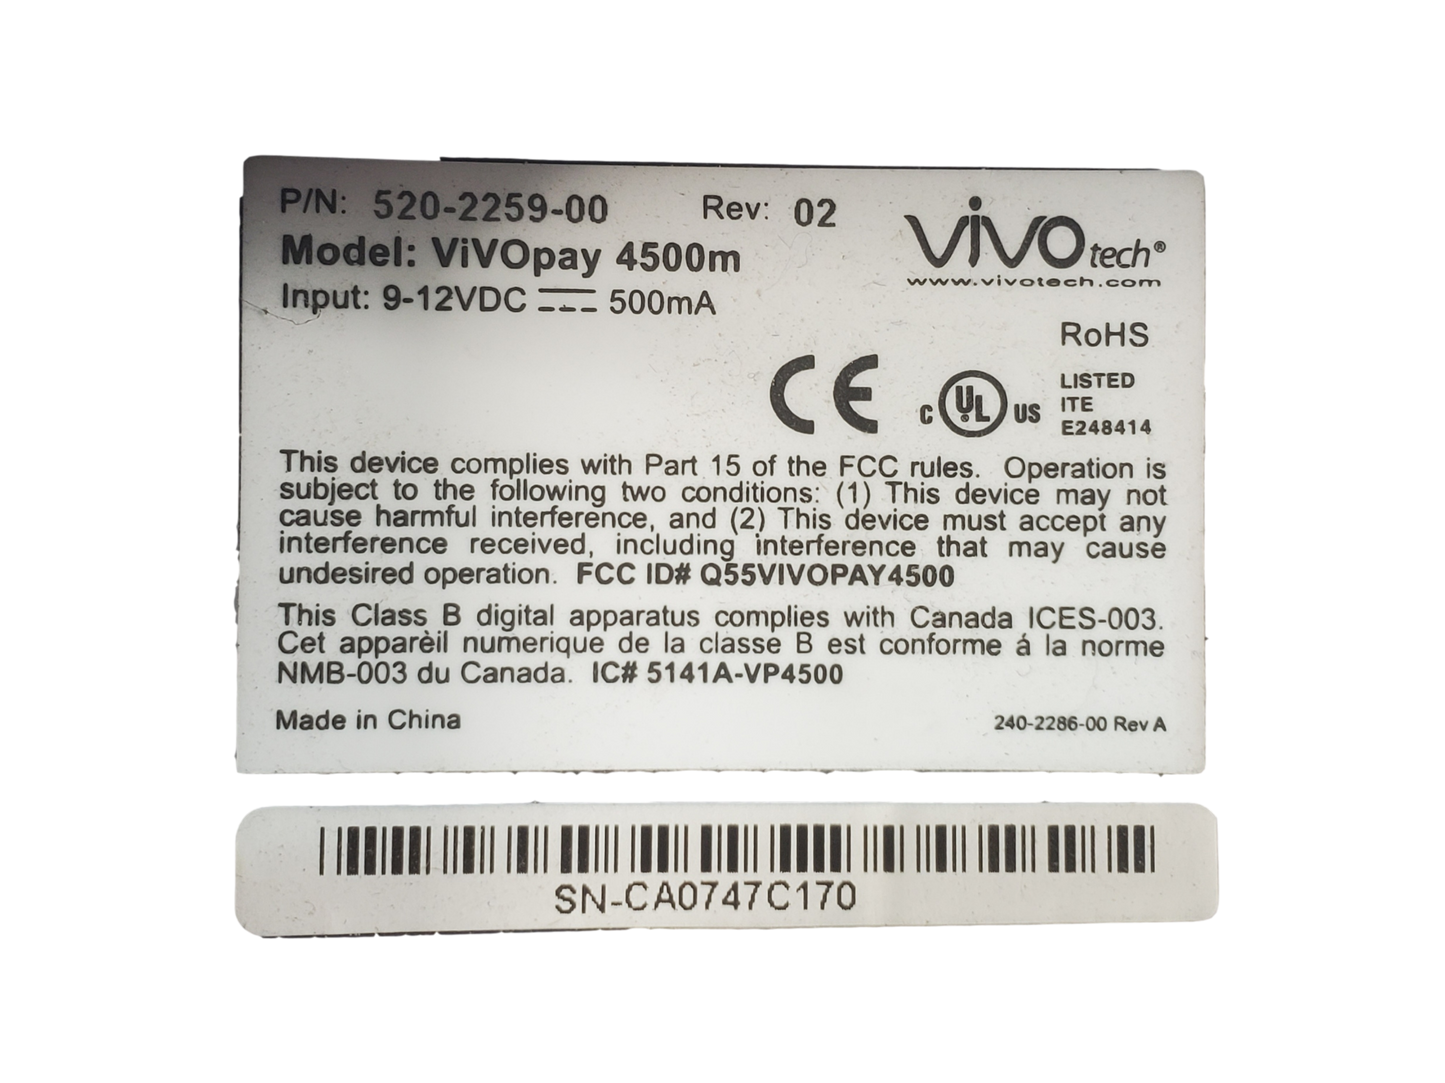 P/N: 520-2259-00 Rev: 02
Model: ViVOpay 4500m
Input: 9-12VDC 500mA
ViVOtech®
www.vivotech.com
RoHS
CE
C UL US
LISTED
ITE
E248414
This device complies with Part 15 of the FCC rules. Operation is
subject to the following two conditions: (1) This device may not
cause harmful interference, and (2) This device must accept any
interference received, including interference that may cause
undesired operation. FCC ID# Q55VIVOPAY4500
This Class B digital apparatus complies with Canada ICES-003.
Cet apparèil numerique de la classe B est conforme á la norme
NMB-003 du Canada. IC# 5141A-VP4500
Made in China
240-2286-00 Rev A
SN-CA0747C170